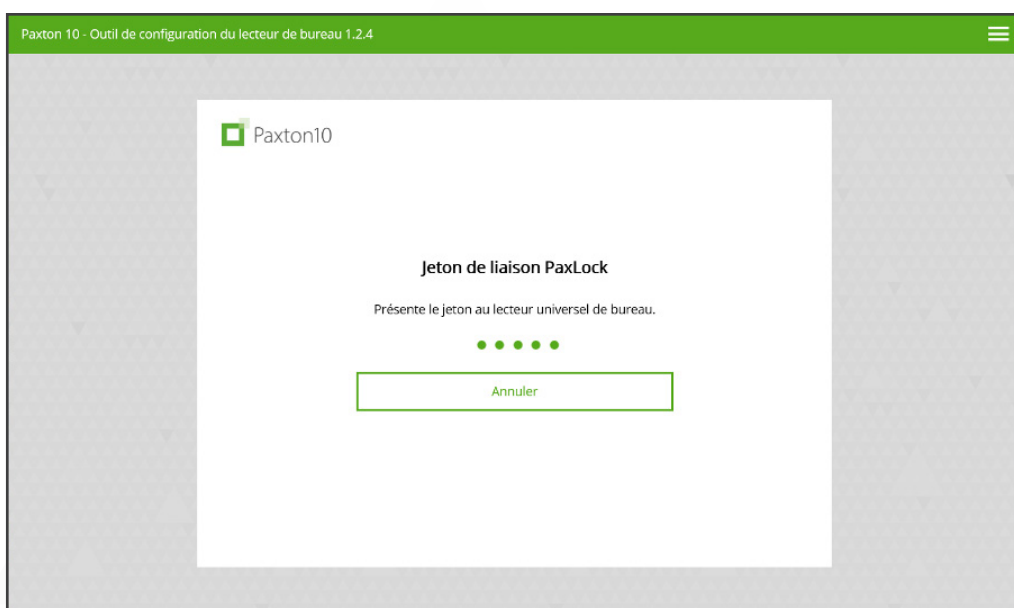 Paxton 10 - Outil de configuration du lecteur de bureau 1.2.4
Paxton10
Jeton de liaison PaxLock
Présente le jeton au lecteur universel de bureau.
Annuler